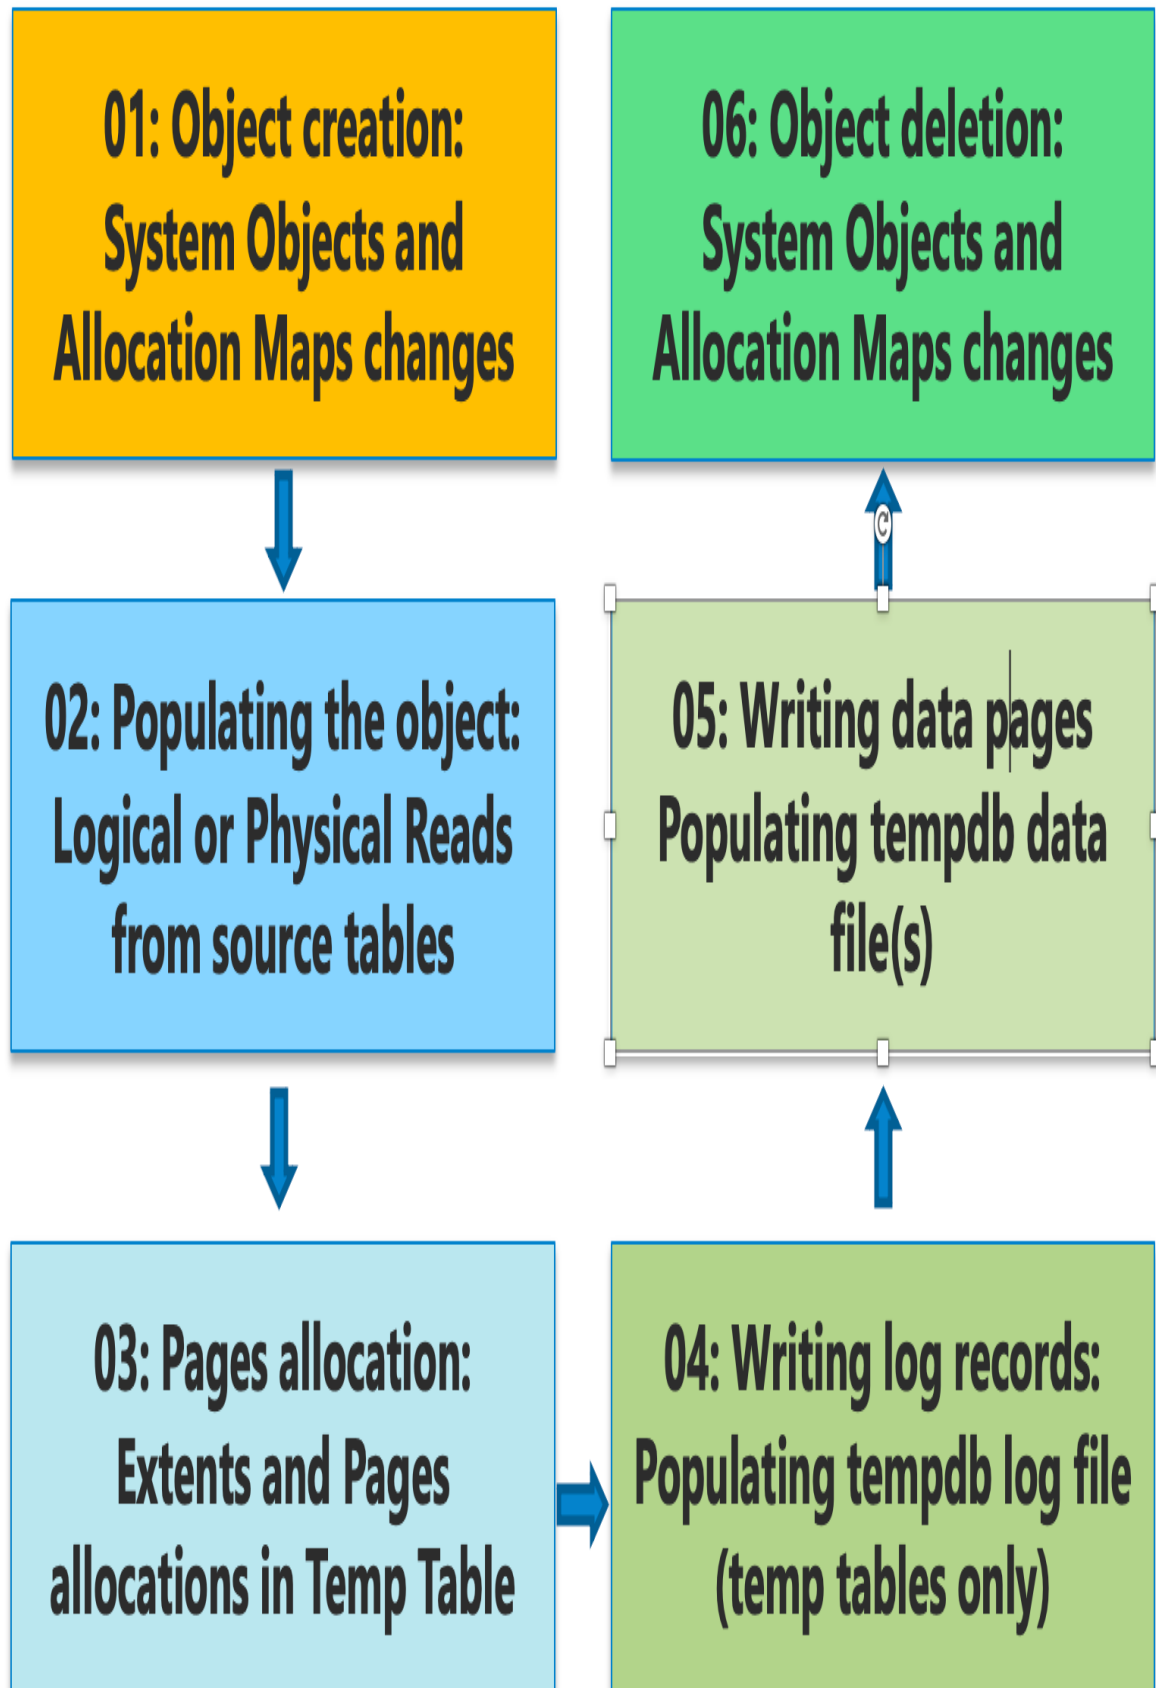 01: Object creation:
System Objects and
Allocation Maps changes
02: Populating the object:
Logical or Physical Reads
from source tables
03: Pages allocation:
Extents and Pages
allocations in Temp Table
04: Writing log records:
Populating tempdb log file
(temp tables only)
05: Writing data pages
Populating tempdb data
file(s)
06: Object deletion:
System Objects and
Allocation Maps changes